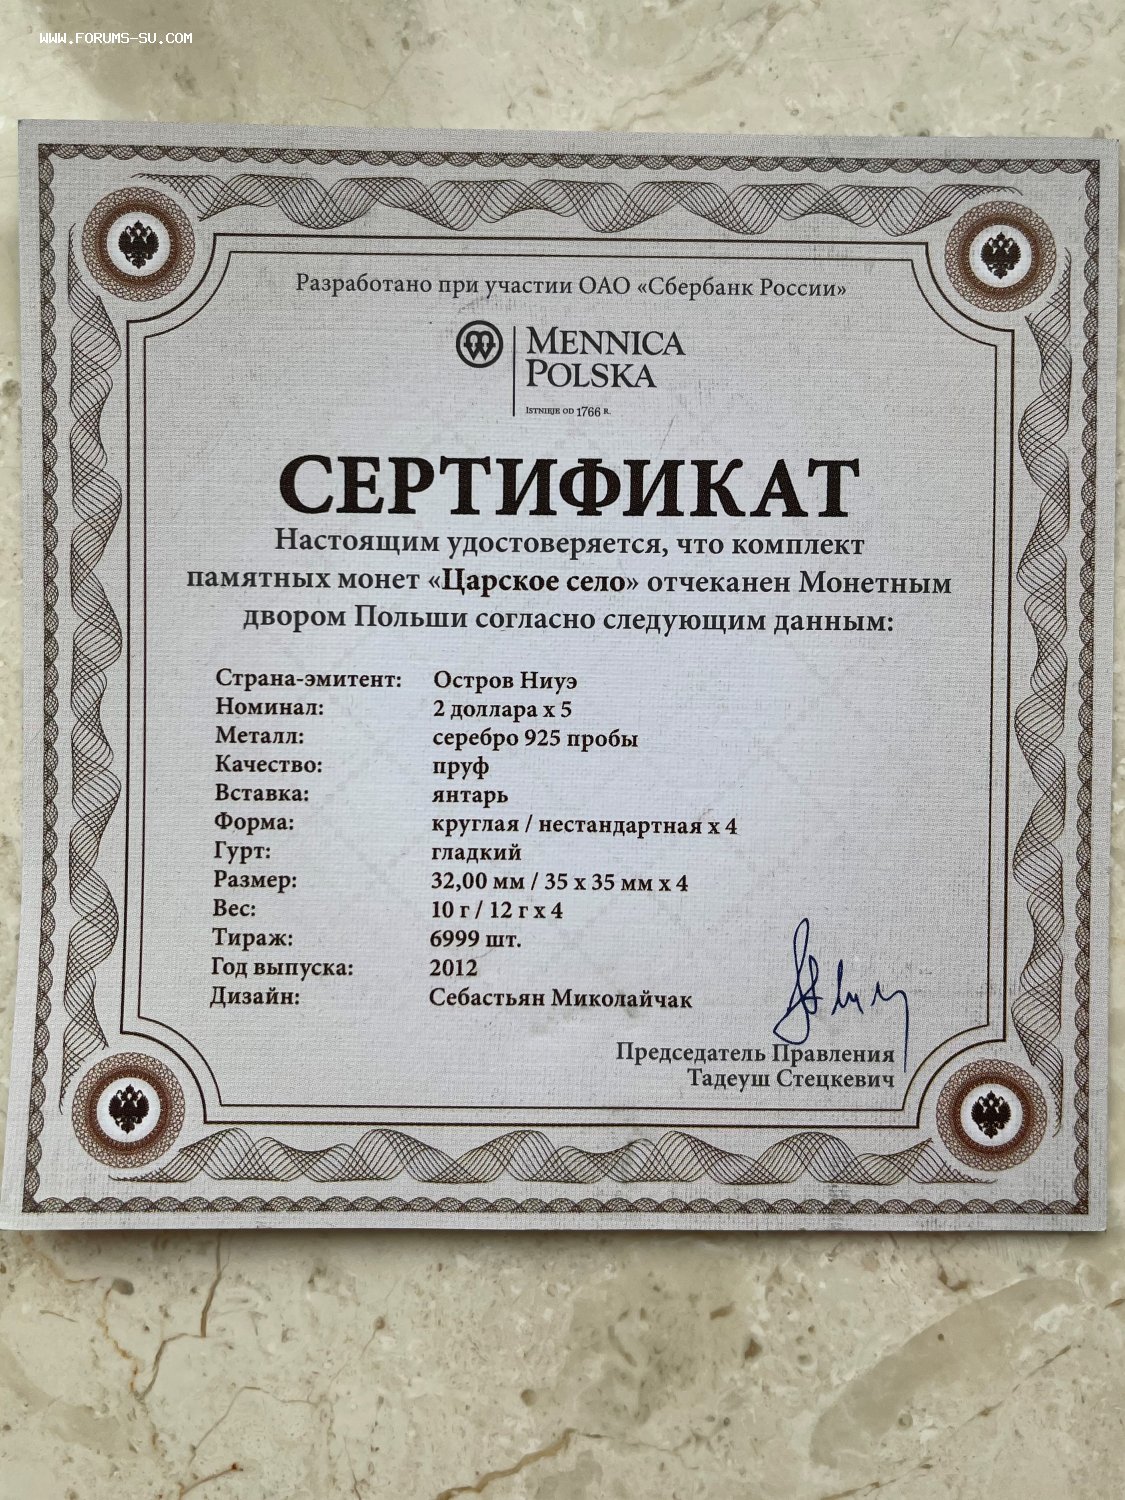 WWW.FORUMS-SU.COM
Разработано при участии ОАО «Сбербанк России»
MENNICA
POLSKA
ISTNIEJE OD 1766 R.
СЕРТИФИКАТ
Настоящим удостоверяется, что комплект
памятных монет «Царское село» отчеканен Монетным
двором Польши согласно следующим данным:
Страна-эмитент: Остров Ниуэ
Номинал: 2 доллара х 5
Металл: серебро 925 пробы
Качество: пруф
Вставка: янтарь
Форма: круглая / нестандартная х 4
Гурт: гладкий
Размер: 32,00 мм / 35 х 35 мм х 4
Вес: 10 г / 12 г х 4
Тираж: 6999 шт.
Год выпуска: 2012
Дизайн: Себастьян Миколайчак
Председатель Правления
Тадеуш Стецкевич